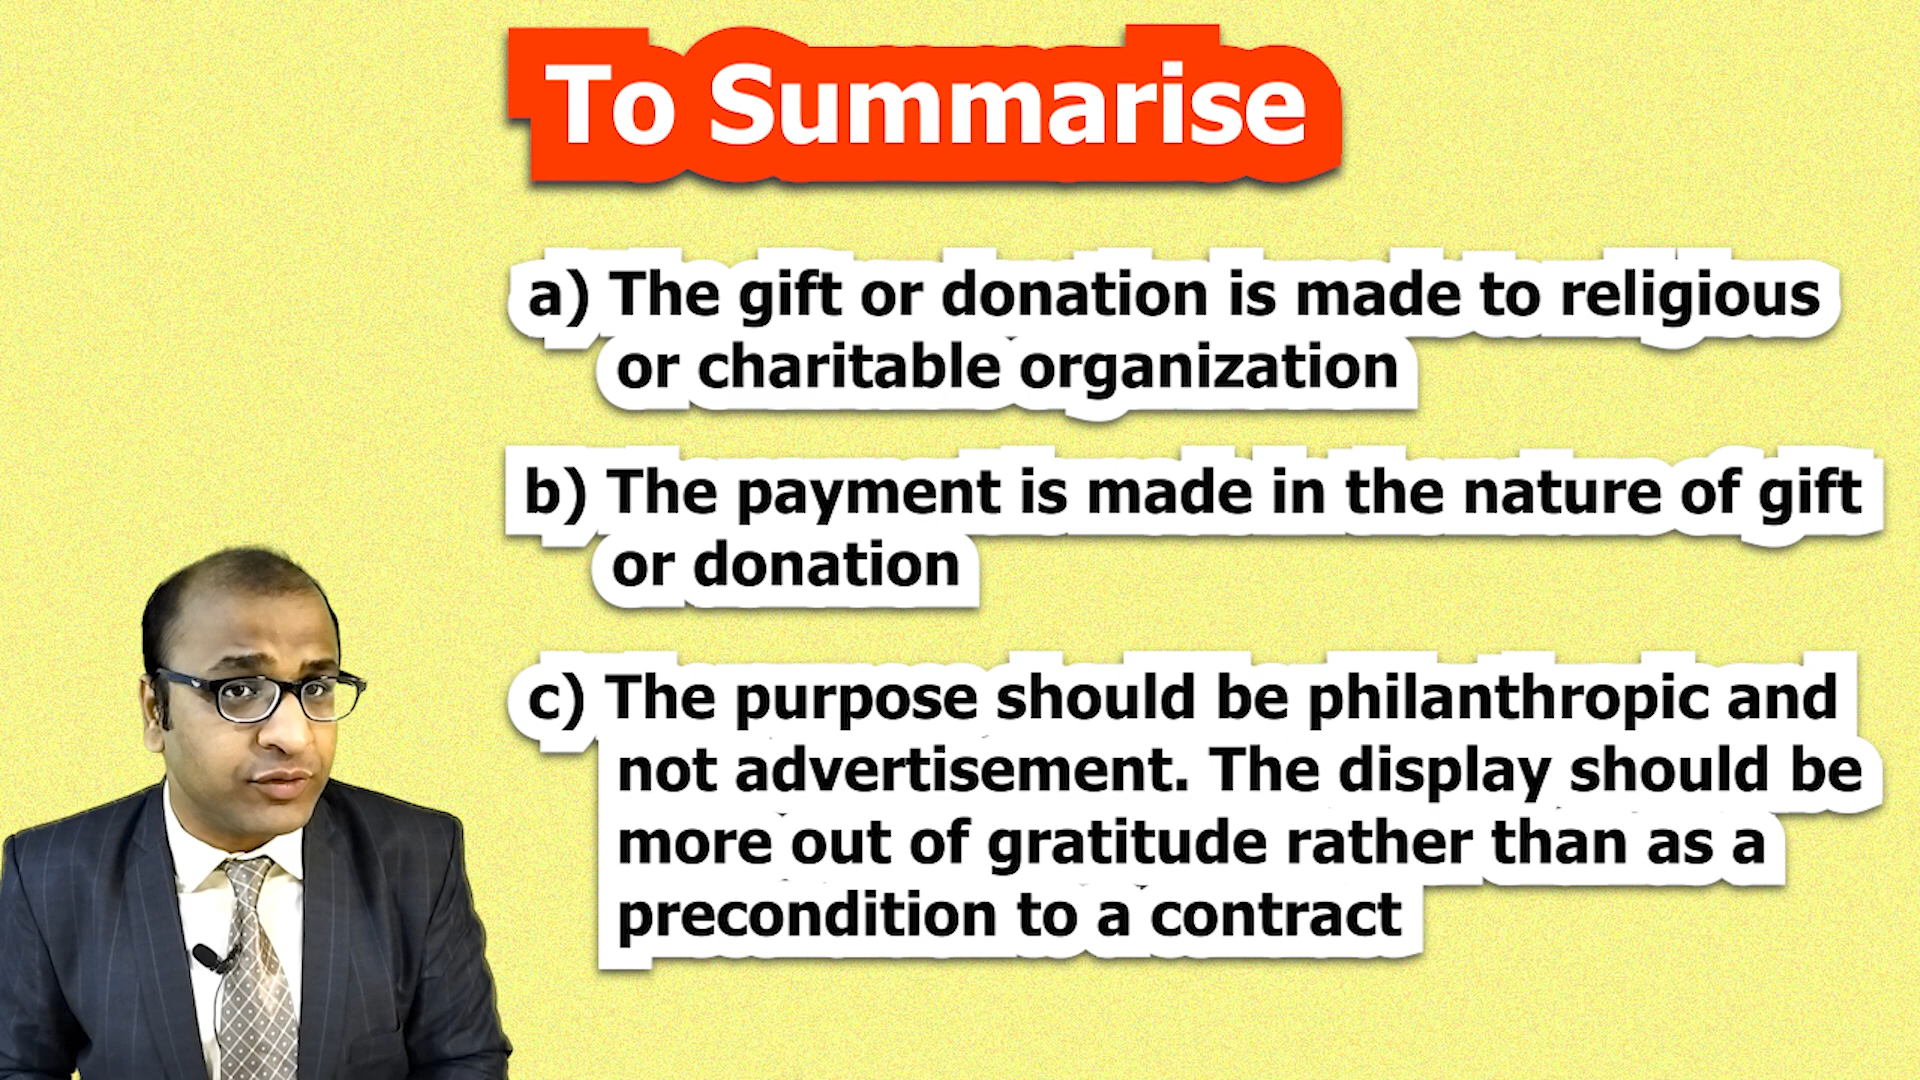 To Summarise
a) The gift or donation is made to religious
or charitable organization
b) The payment is made in the nature of gift
or donation
c) The purpose should be philanthropic and
not advertisement. The display should be
more out of gratitude rather than as a
precondition to a contract